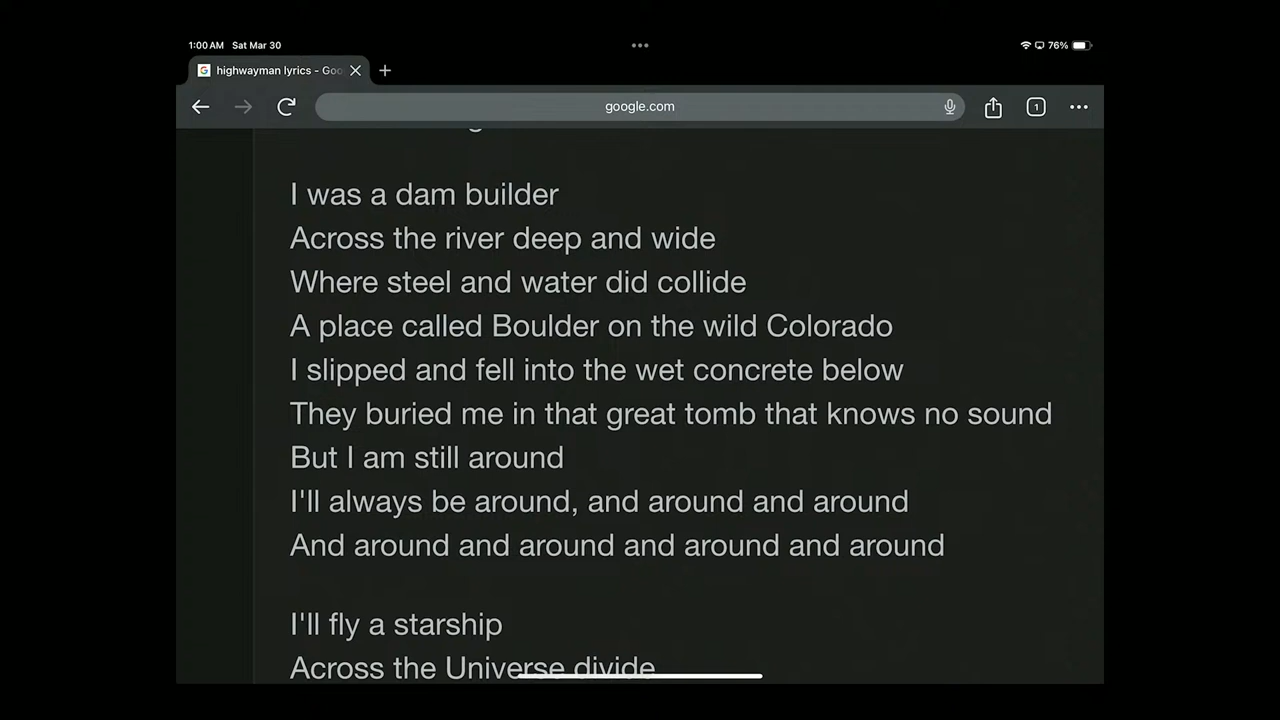 1:00 AM Sat Mar 30
76%
highwayman lyrics - Goo
google.com
1
I was a dam builder
Across the river deep and wide
Where steel and water did collide
A place called Boulder on the wild Colorado
I slipped and fell into the wet concrete below
They buried me in that great tomb that knows no sound
But I am still around
I'll always be around, and around and around
And around and around and around and around
I'll fly a starship
Across the Universe divide